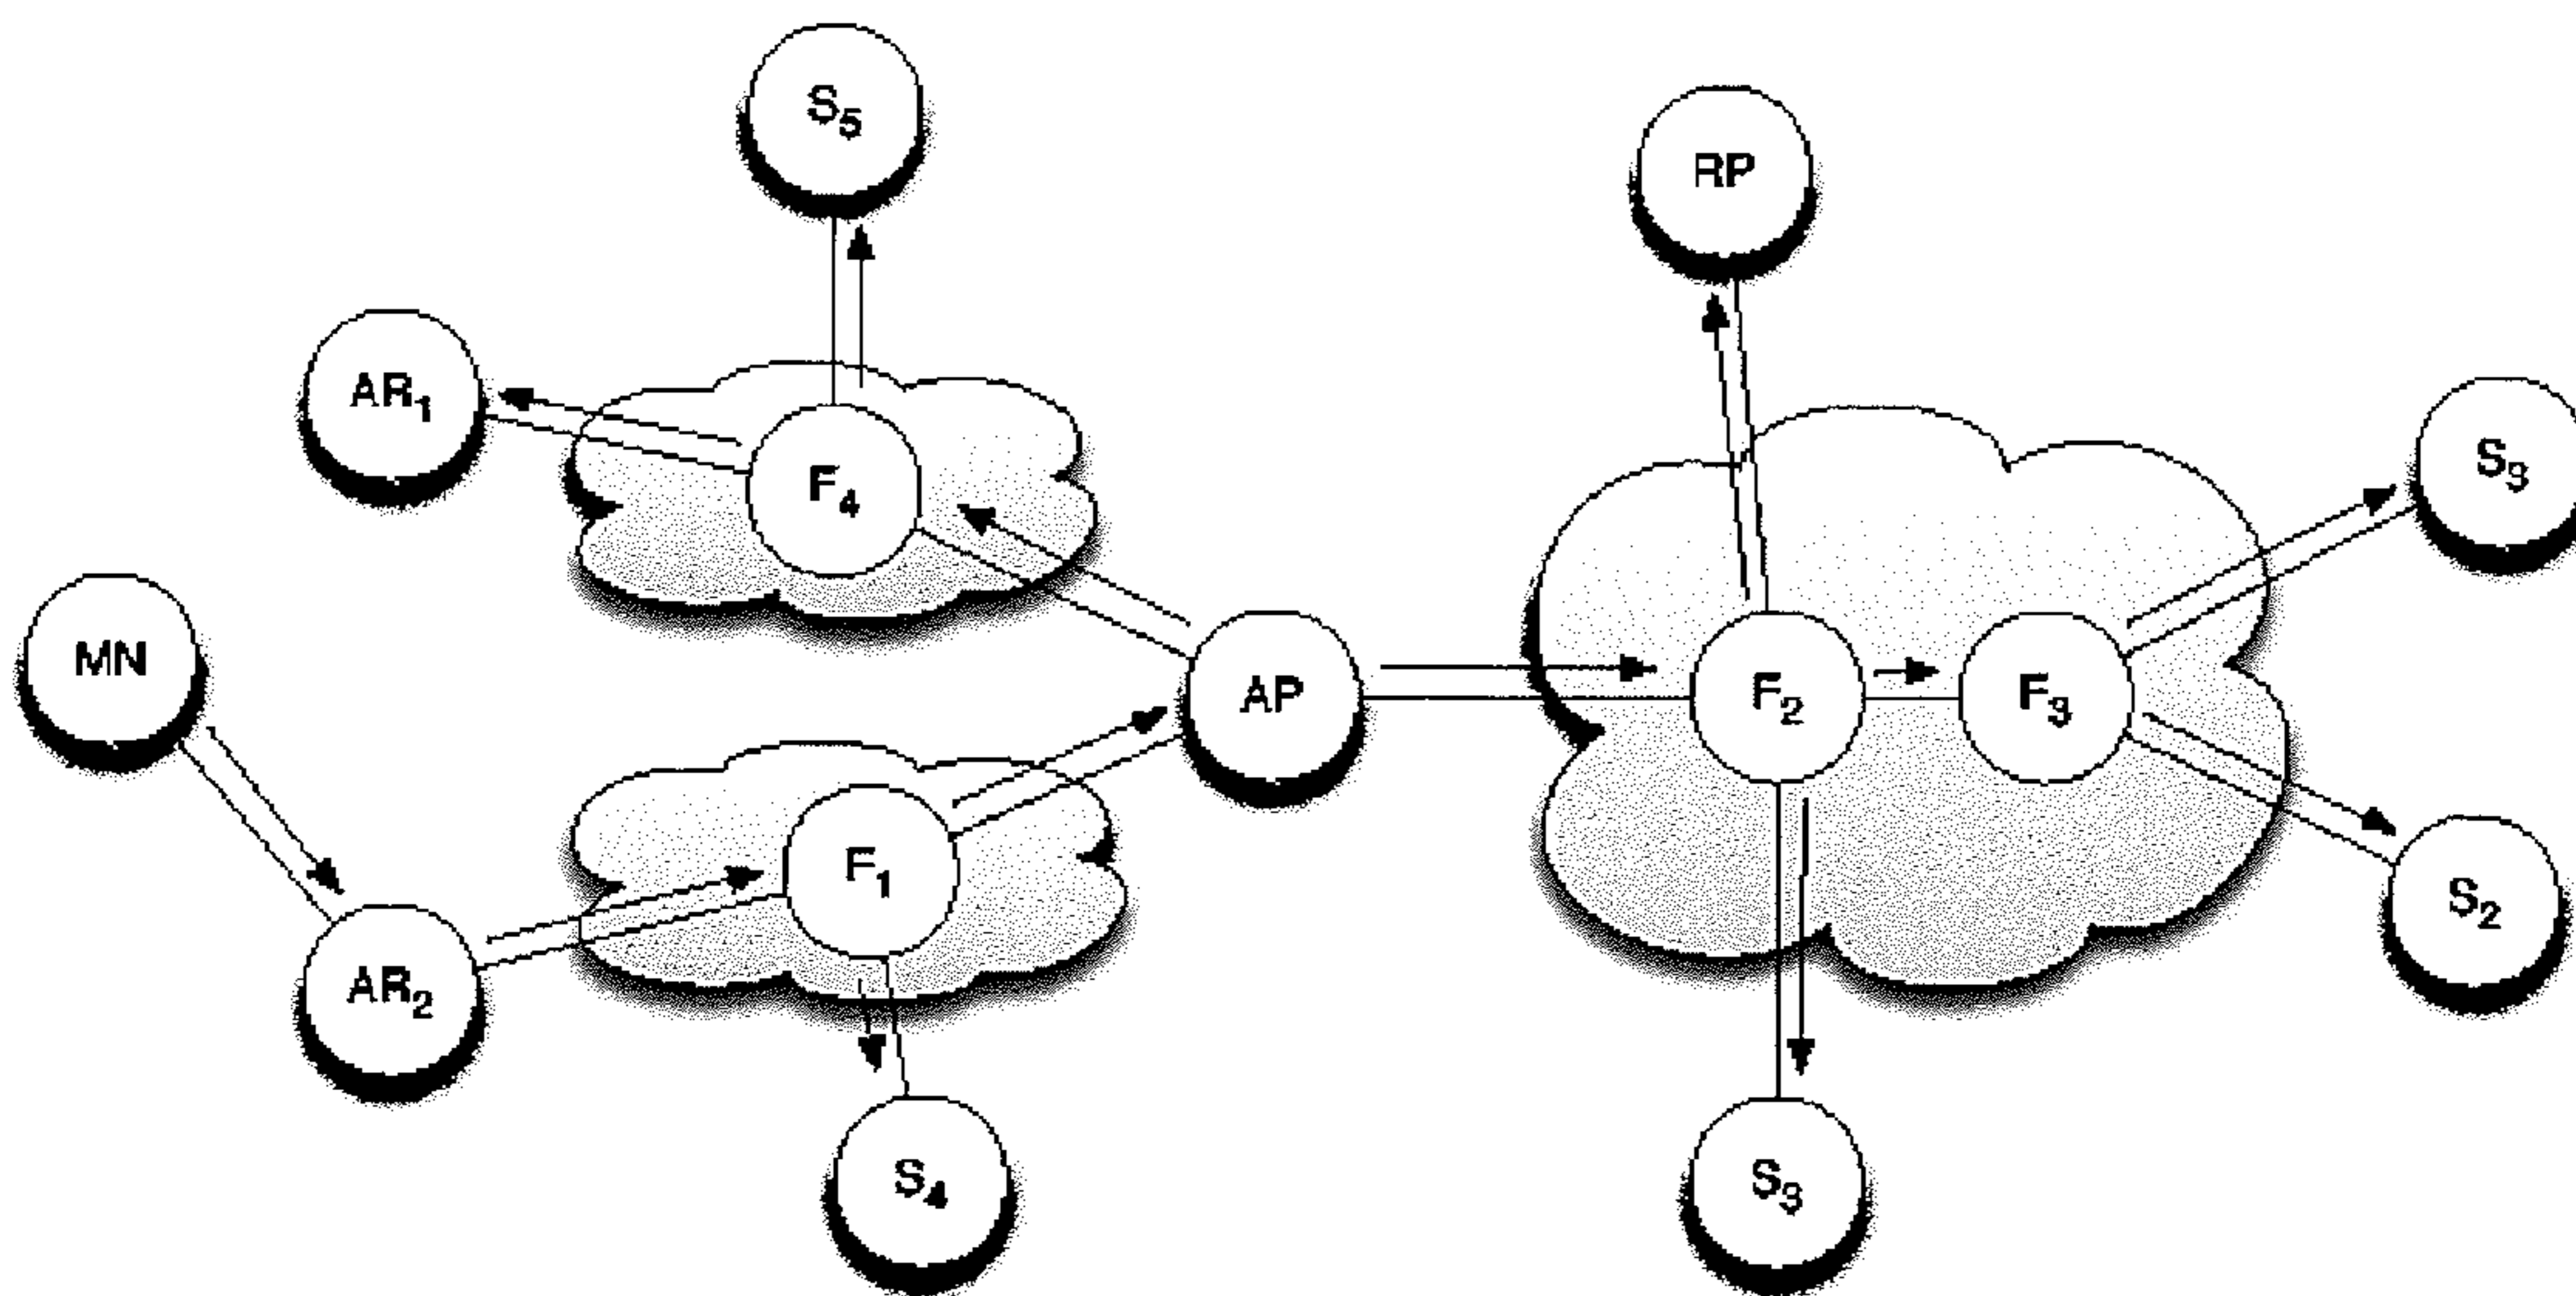 S₅
RP
AR₁
F₄
S₃
MN
AP
F₂
F₃
F₁
S₂
AR₂
S₄
S₃